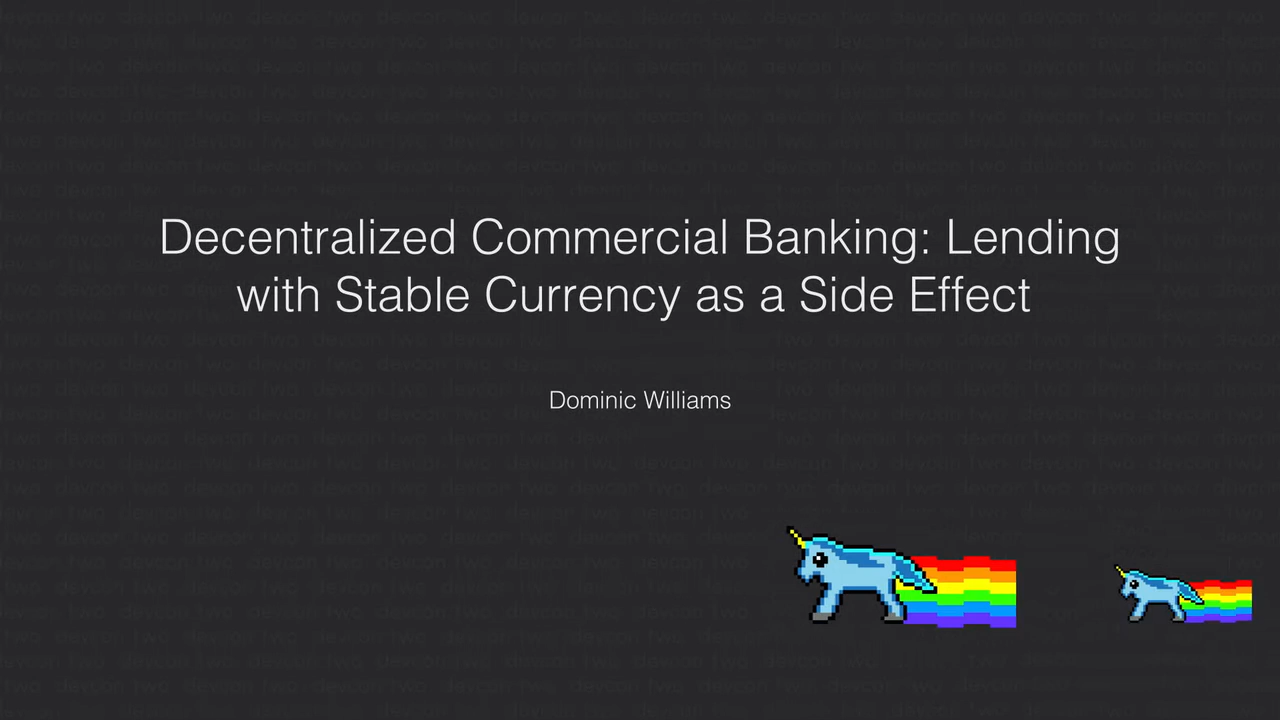 Decentralized Commercial Banking: Lending
with Stable Currency as a Side Effect
Dominic Williams